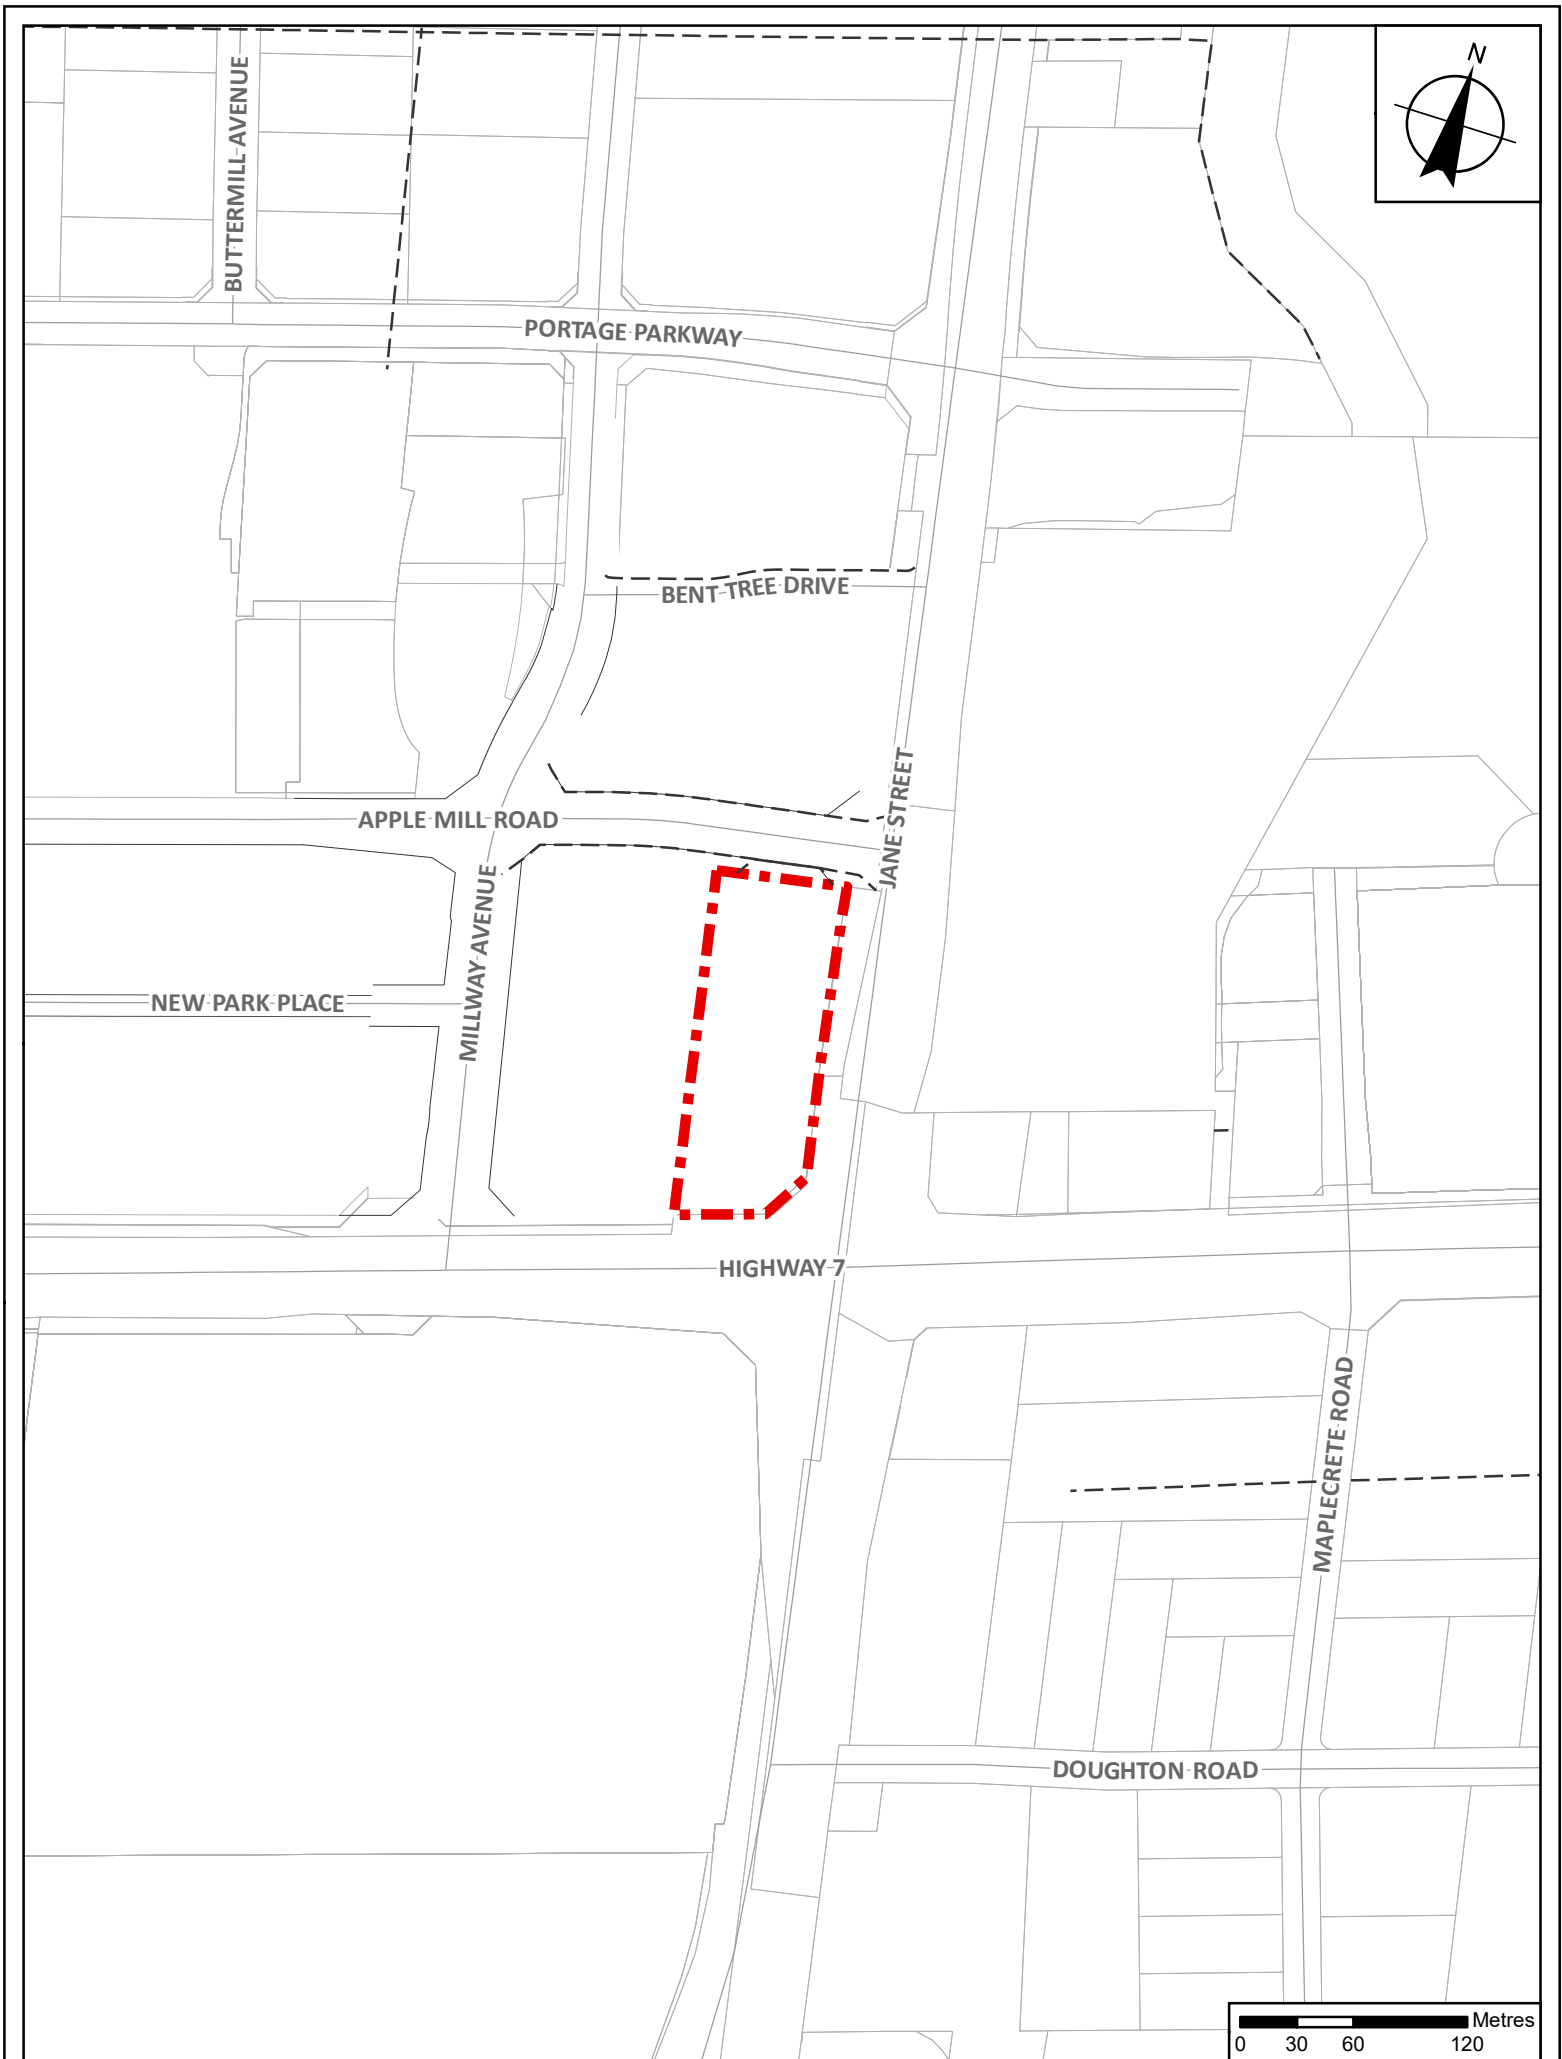 N
BUTTERMILL AVENUE
PORTAGE PARKWAY
BENT TREE DRIVE
JANE STREET
APPLE MILL ROAD
MILLWAY AVENUE
NEW PARK PLACE
HIGHWAY 7
MAPLECRETE ROAD
DOUGHTON ROAD
Metres
0 30 60 120